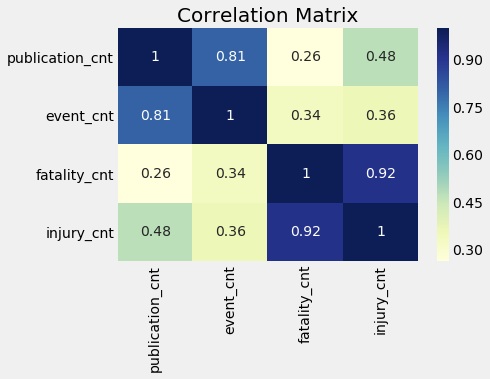 Correlation Matrix
publication_cnt 1 0.81 0.26 0.48
event_cnt 0.81 1 0.34 0.36
fatality_cnt 0.26 0.34 1 0.92
injury_cnt 0.48 0.36 0.92 1
publication_cnt event_cnt fatality_cnt injury_cnt
0.90
0.75
0.60
0.45
0.30